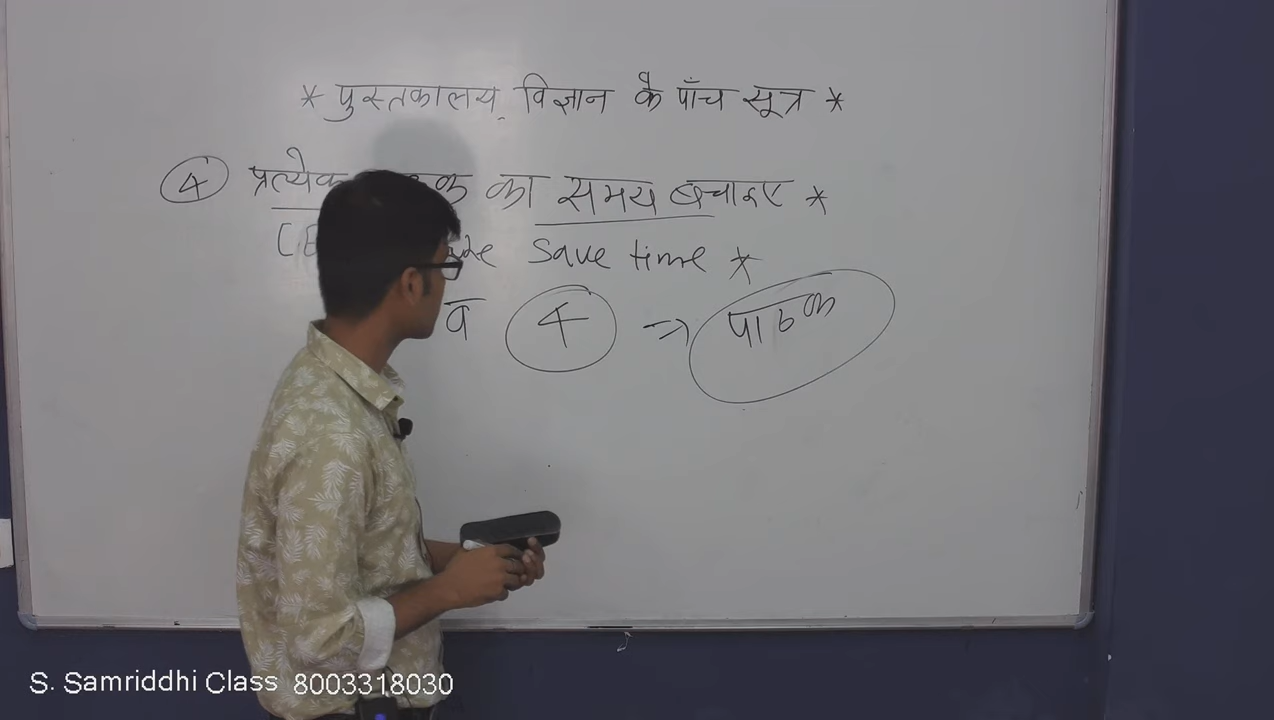 * पुस्तकालय विज्ञान के पाँच सूत्र *
4 प्रत्येक का समय बचाइए *
Save time *
व 4 => पाठक
S. Samriddhi Class 8003318030